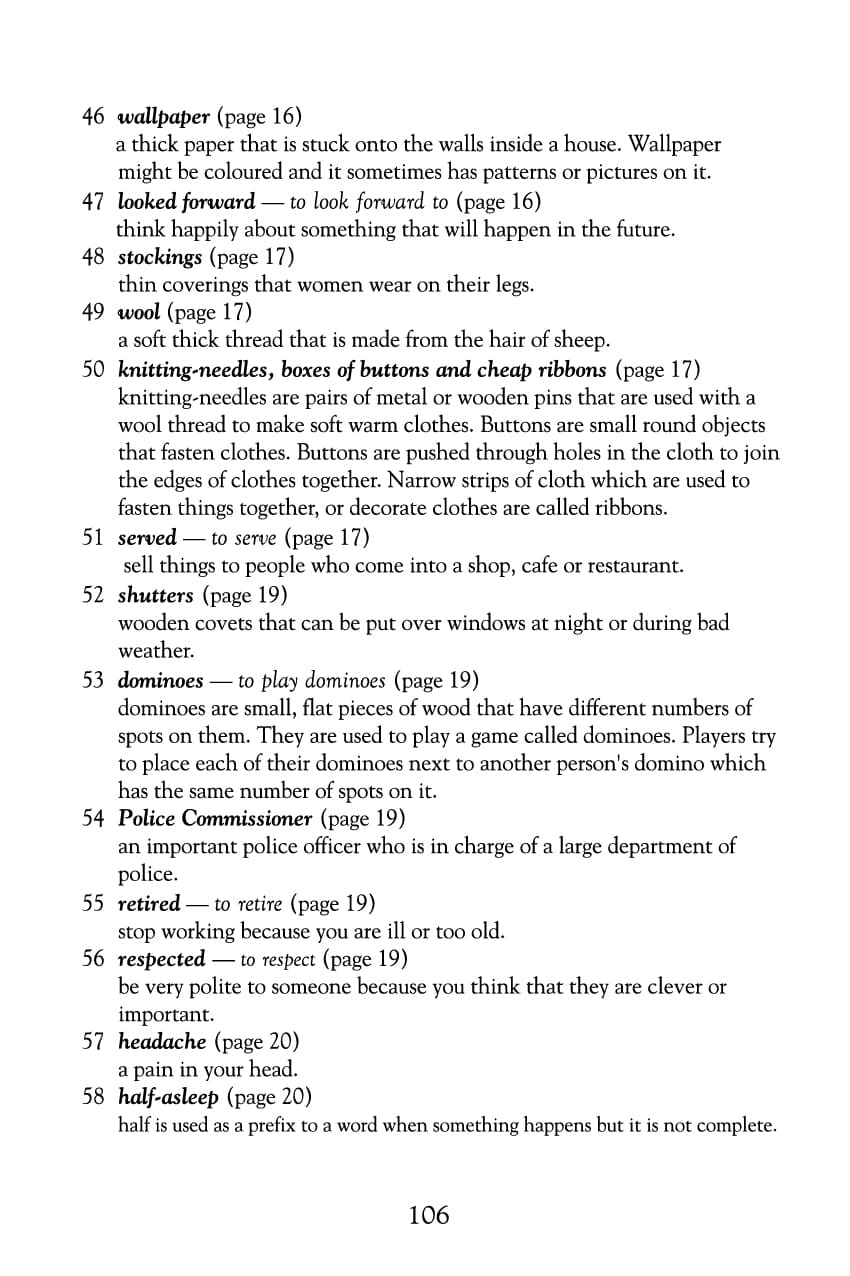 46 wallpaper (page 16)
a thick paper that is stuck onto the walls inside a house. Wallpaper
might be coloured and it sometimes has patterns or pictures on it.
47 looked forward — to look forward to (page 16)
think happily about something that will happen in the future.
48 stockings (page 17)
thin coverings that women wear on their legs.
49 wool (page 17)
a soft thick thread that is made from the hair of sheep.
50 knitting-needles, boxes of buttons and cheap ribbons (page 17)
knitting-needles are pairs of metal or wooden pins that are used with a
wool thread to make soft warm clothes. Buttons are small round objects
that fasten clothes. Buttons are pushed through holes in the cloth to join
the edges of clothes together. Narrow strips of cloth which are used to
fasten things together, or decorate clothes are called ribbons.
51 served — to serve (page 17)
sell things to people who come into a shop, cafe or restaurant.
52 shutters (page 19)
wooden covets that can be put over windows at night or during bad
weather.
53 dominoes — to play dominoes (page 19)
dominoes are small, flat pieces of wood that have different numbers of
spots on them. They are used to play a game called dominoes. Players try
to place each of their dominoes next to another person's domino which
has the same number of spots on it.
54 Police Commissioner (page 19)
an important police officer who is in charge of a large department of
police.
55 retired — to retire (page 19)
stop working because you are ill or too old.
56 respected — to respect (page 19)
be very polite to someone because you think that they are clever or
important.
57 headache (page 20)
a pain in your head.
58 half-asleep (page 20)
half is used as a prefix to a word when something happens but it is not complete.
106